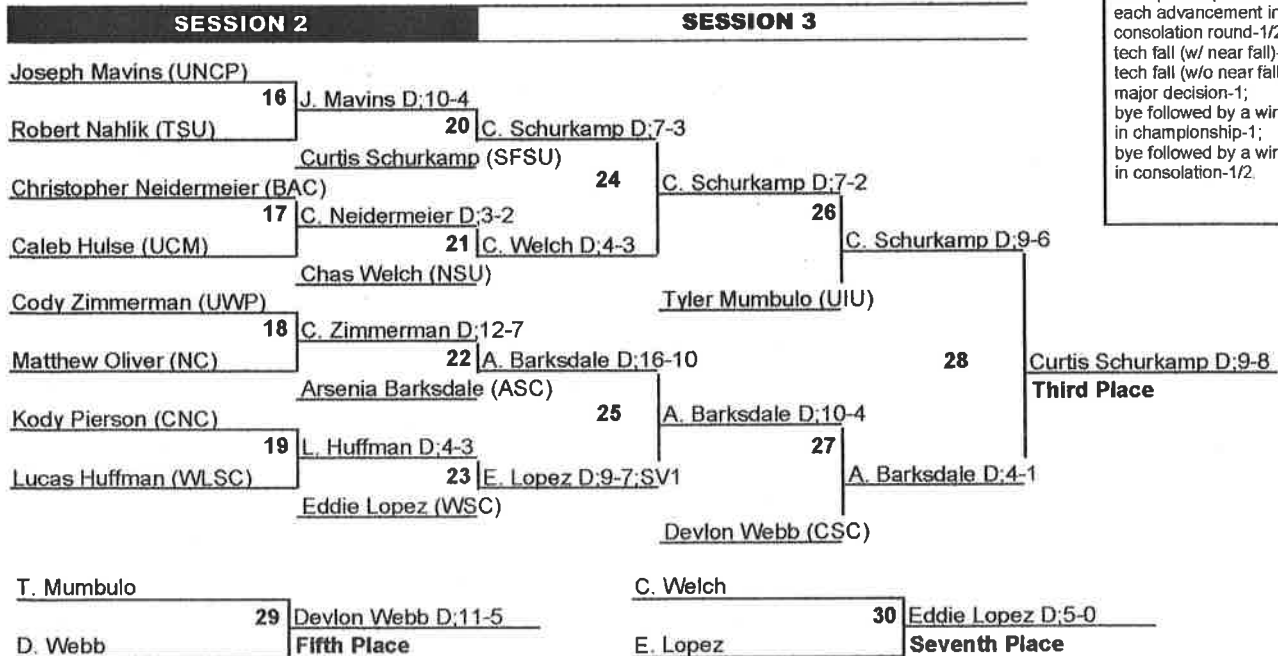 SESSION 2
SESSION 3
each advancement in
consolation round-1/2
tech fall (w/ near fall)-
tech fall (w/o near fall
major decision-1;
bye followed by a win
in championship-1;
bye followed by a win
in consolation-1/2.
Joseph Mavins (UNCP)
16 J. Mavins D;10-4
Robert Nahlik (TSU)
20 C. Schurkamp D;7-3
Curtis Schurkamp (SFSU)
24 C. Schurkamp D;7-2
Christopher Neidermeier (BAC)
17 C. Neidermeier D;3-2
26 C. Schurkamp D;9-6
Caleb Hulse (UCM)
21 C. Welch D;4-3
Chas Welch (NSU)
Tyler Mumbulo (UIU)
Cody Zimmerman (UWP)
18 C. Zimmerman D;12-7
Matthew Oliver (NC)
22 A. Barksdale D;16-10
28 Curtis Schurkamp D;9-8
Third Place
Arsenia Barksdale (ASC)
25 A. Barksdale D;10-4
Kody Pierson (CNC)
19 L. Huffman D;4-3
27 A. Barksdale D;4-1
Lucas Huffman (WLSC)
23 E. Lopez D;9-7;SV1
Eddie Lopez (WSC)
Devlon Webb (CSC)
T. Mumbulo
29 Devlon Webb D;11-5
D. Webb
Fifth Place
C. Welch
30 Eddie Lopez D;5-0
E. Lopez
Seventh Place